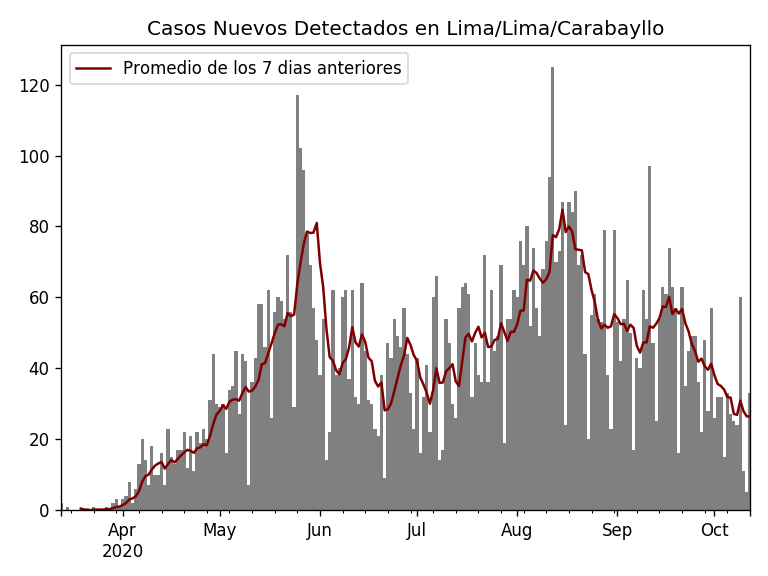 Casos Nuevos Detectados en Lima/Lima/Carabayllo
Promedio de los 7 dias anteriores
120
100
80
60
40
20
0
Apr May Jun Jul Aug Sep Oct
2020